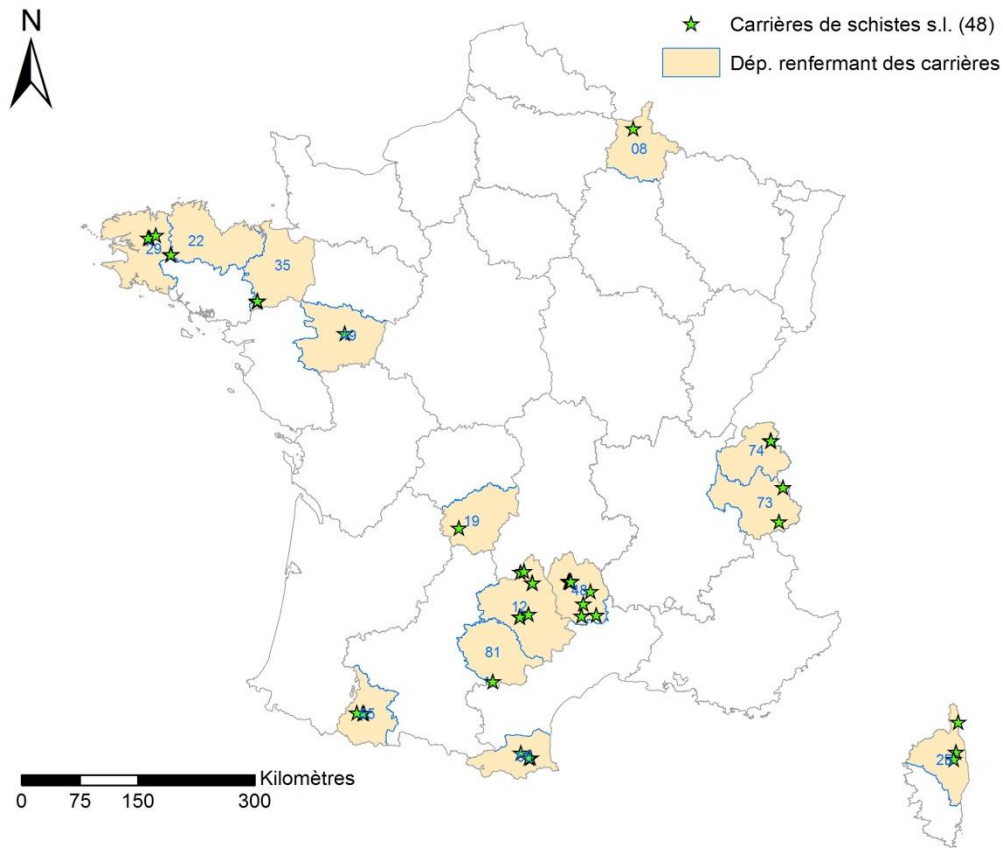 N
Carrières de schistes s.l. (48)
Dép. renfermant des carrières
08
22
29
35
74
73
19
48
12
81
Kilomètres
0 75 150 300